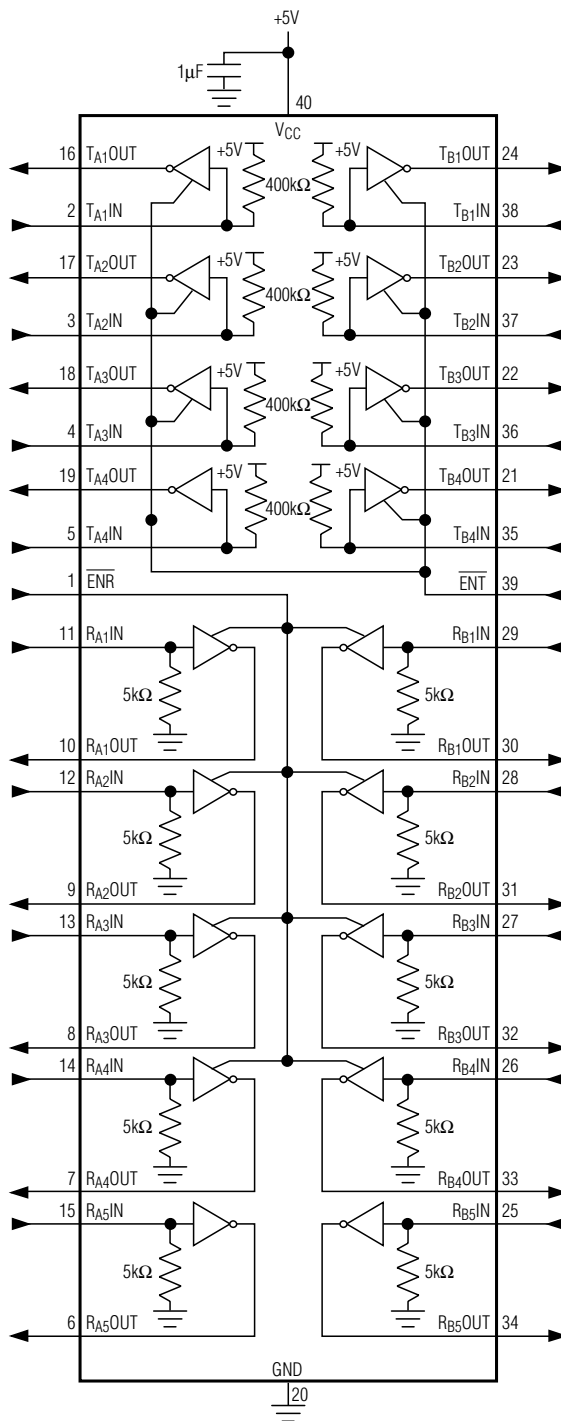 +5V
1μF
40
VCC
16 TA1OUT +5V +5V TB1OUT 24
400kΩ
2 TA1IN TB1IN 38
17 TA2OUT +5V +5V TB2OUT 23
400kΩ
3 TA2IN TB2IN 37
18 TA3OUT +5V +5V TB3OUT 22
400kΩ
4 TA3IN TB3IN 36
19 TA4OUT +5V +5V TB4OUT 21
400kΩ
5 TA4IN TB4IN 35
1 ENR ENT 39
11 RA1IN RB1IN 29
5kΩ 5kΩ
10 RA1OUT RB1OUT 30
12 RA2IN RB2IN 28
5kΩ 5kΩ
9 RA2OUT RB2OUT 31
13 RA3IN RB3IN 27
5kΩ 5kΩ
8 RA3OUT RB3OUT 32
14 RA4IN RB4IN 26
5kΩ 5kΩ
7 RA4OUT RB4OUT 33
15 RA5IN RB5IN 25
5kΩ 5kΩ
6 RA5OUT RB5OUT 34
GND
20